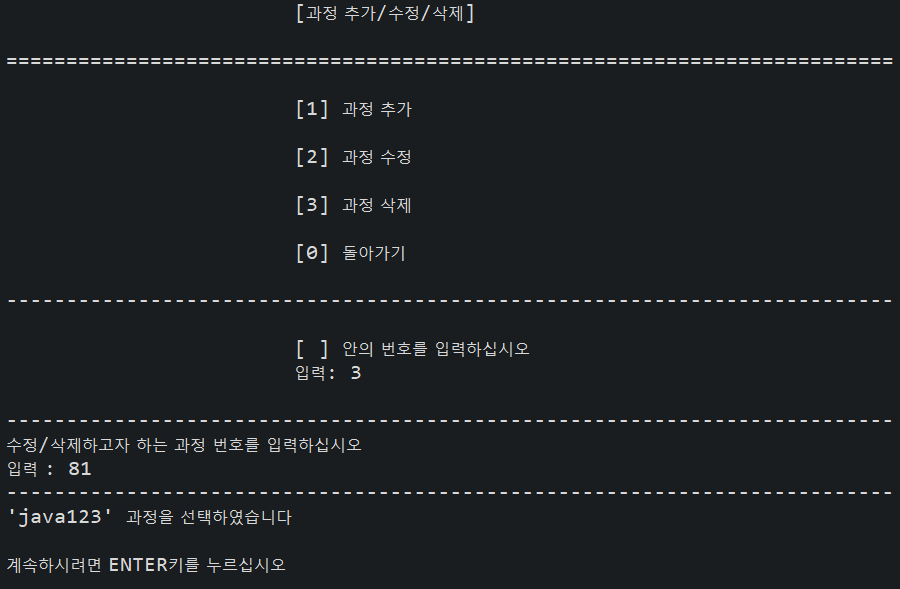 [과정 추가/수정/삭제]
==========================================================================
[1] 과정 추가
[2] 과정 수정
[3] 과정 삭제
[0] 돌아가기
--------------------------------------------------------------------------
[ ] 안의 번호를 입력하십시오
입력: 3
--------------------------------------------------------------------------
수정/삭제하고자 하는 과정 번호를 입력하십시오
입력 : 81
--------------------------------------------------------------------------
'java123' 과정을 선택하였습니다
계속하시려면 ENTER키를 누르십시오